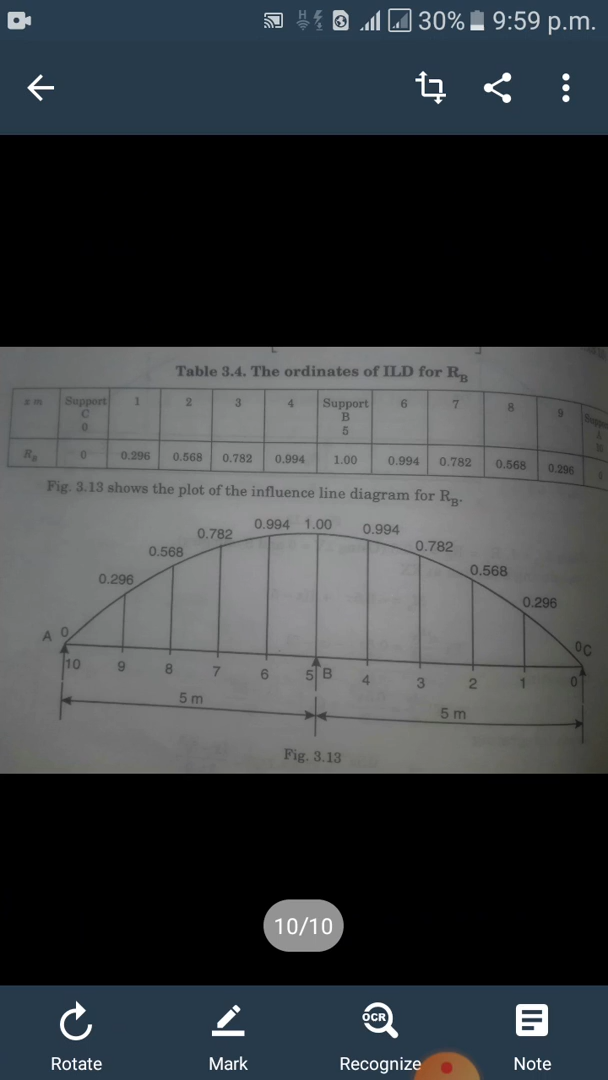 30% 9:59 p.m.
Table 3.4. The ordinates of ILD for R_B
x m Support C 0 1 2 3 4 Support B 5 6 7 8 9
R_B 0 0.296 0.568 0.782 0.994 1.00 0.994 0.782 0.568 0.296
Fig. 3.13 shows the plot of the influence line diagram for R_B.
0.994 1.00 0.994
0.782 0.782
0.568 0.568
0.296 0.296
A 0 0 C
10 9 8 7 6 5 B 4 3 2 1 0
5 m 5 m
Fig. 3.13
10/10
OCR
Rotate Mark Recognize Note